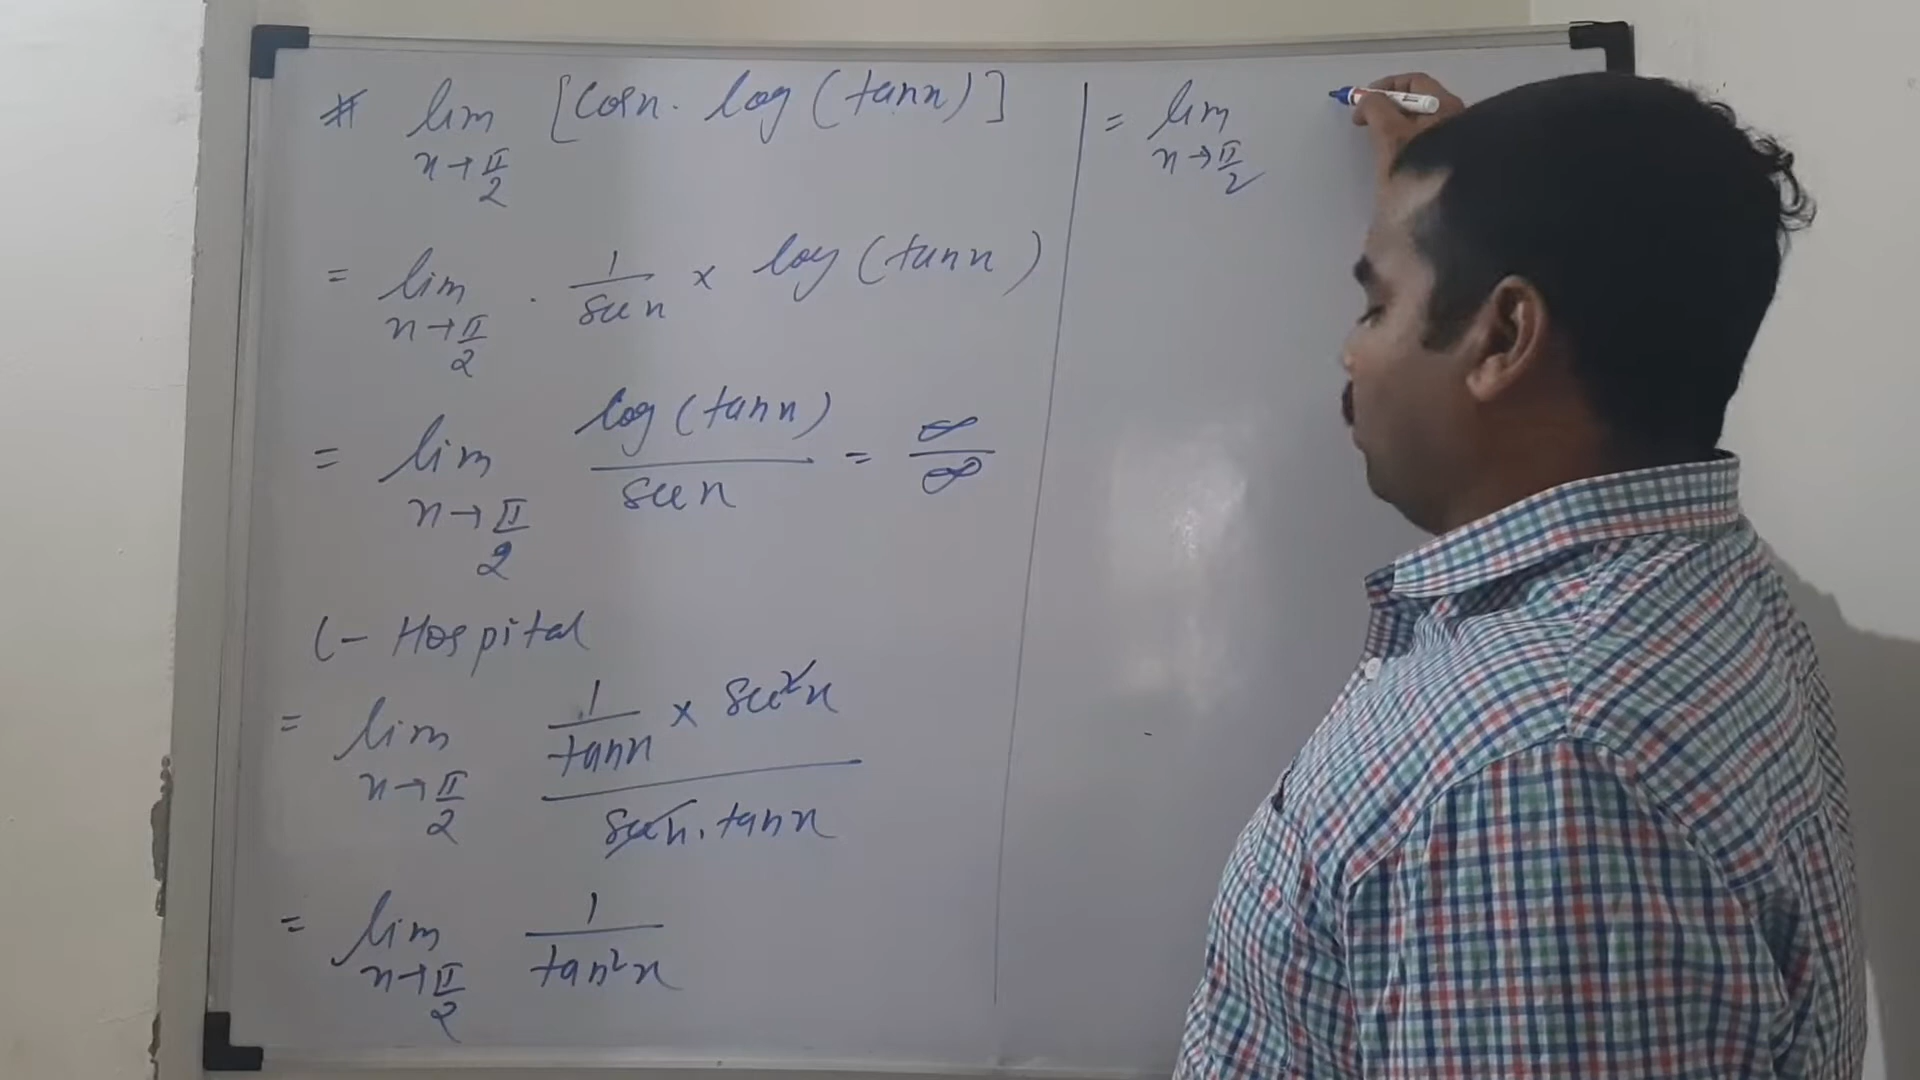 * lim x→π/2 [cosx. log(tanx)]
= lim x→π/2 . 1/secx × log(tanx)
= lim x→π/2 log(tanx)/secx = ∞/∞
L-Hospital
= lim x→π/2 (1/tanx × sec²x)/(secx.tanx)
= lim x→π/2 1/tan²x
= lim x→π/2